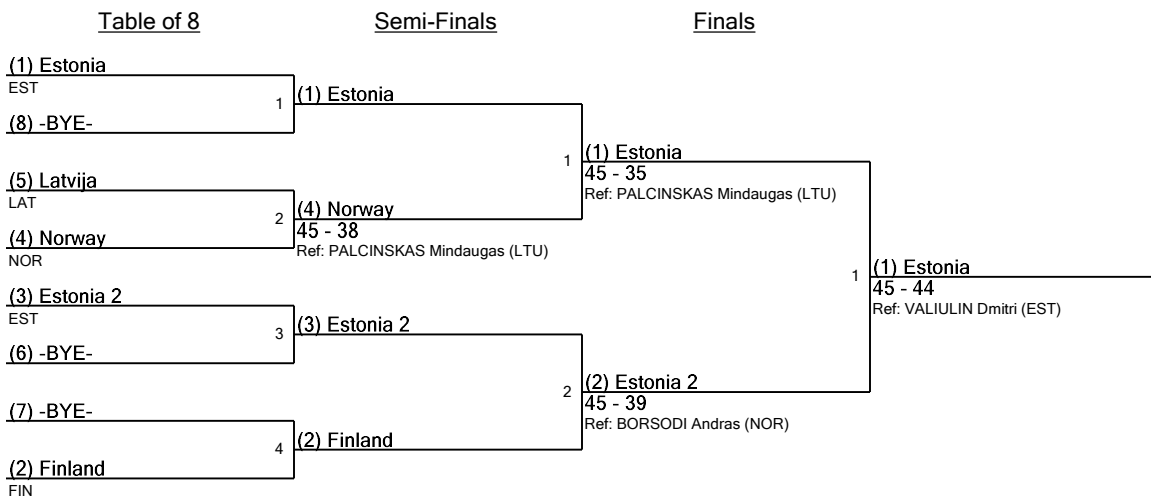 Table of 8
Semi-Finals
Finals
(1) Estonia
EST
1
(8) -BYE-
(5) Latvija
LAT
2
(4) Norway
NOR
(3) Estonia 2
EST
3
(6) -BYE-
(7) -BYE-
4
(2) Finland
FIN
(1) Estonia
1
(4) Norway
45 - 38
Ref: PALCINSKAS Mindaugas (LTU)
(3) Estonia 2
2
(2) Finland
(1) Estonia
45 - 35
Ref: PALCINSKAS Mindaugas (LTU)
1
(2) Estonia 2
45 - 39
Ref: BORSODI Andras (NOR)
(1) Estonia
45 - 44
Ref: VALIULIN Dmitri (EST)